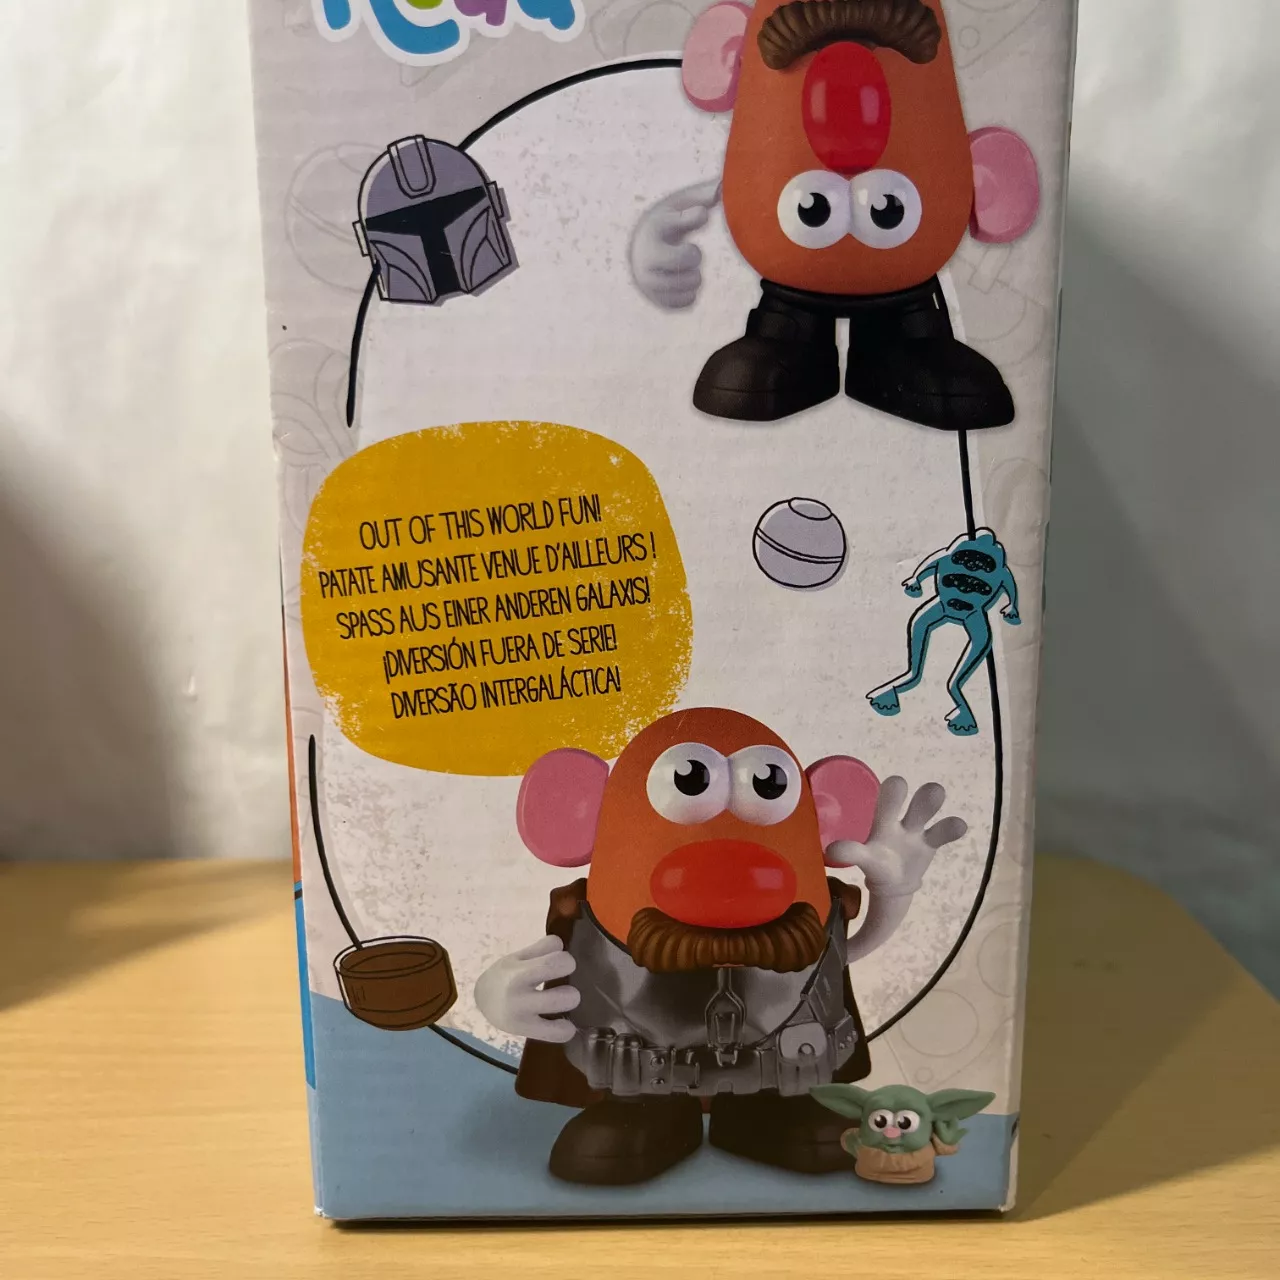 OUT OF THIS WORLD FUN!
PATATE AMUSANTE VENUE D'AILLEURS !
SPASS AUS EINER ANDEREN GALAXIS!
¡DIVERSIÓN FUERA DE SERIE!
DIVERSÃO INTERGALÁCTICA!